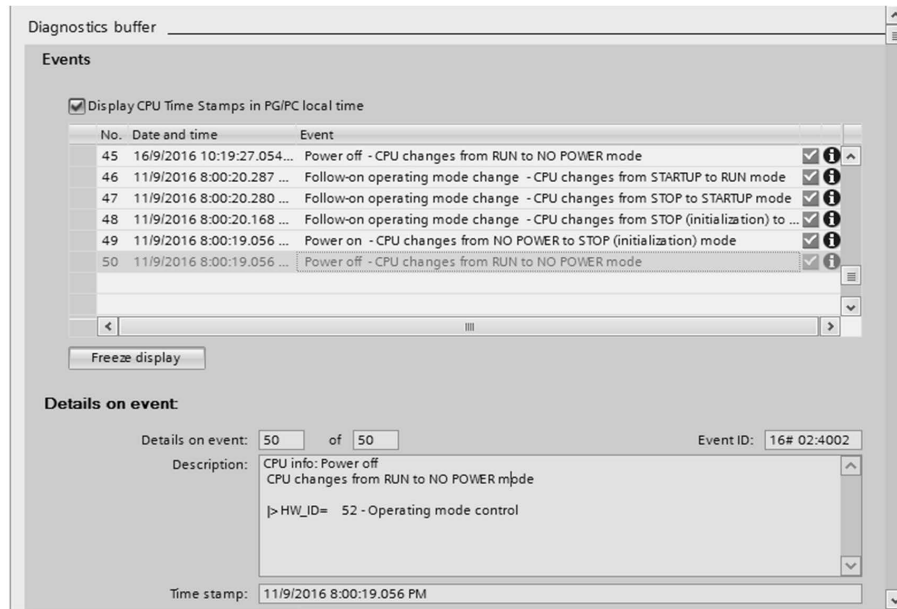 Diagnostics buffer
Events
Display CPU Time Stamps in PG/PC local time
No. Date and time Event
45 16/9/2016 10:19:27.054... Power off - CPU changes from RUN to NO POWER mode
46 11/9/2016 8:00:20.287 ... Follow-on operating mode change - CPU changes from STARTUP to RUN mode
47 11/9/2016 8:00:20.280 ... Follow-on operating mode change - CPU changes from STOP to STARTUP mode
48 11/9/2016 8:00:20.168 ... Follow-on operating mode change - CPU changes from STOP (initialization) to ...
49 11/9/2016 8:00:19.056 ... Power on - CPU changes from NO POWER to STOP (initialization) mode
50 11/9/2016 8:00:19.056 ... Power off - CPU changes from RUN to NO POWER mode
Freeze display
Details on event:
Details on event: 50 of 50 Event ID: 16# 02:4002
Description: CPU info: Power off
CPU changes from RUN to NO POWER mode
|> HW_ID= 52 - Operating mode control
Time stamp: 11/9/2016 8:00:19.056 PM